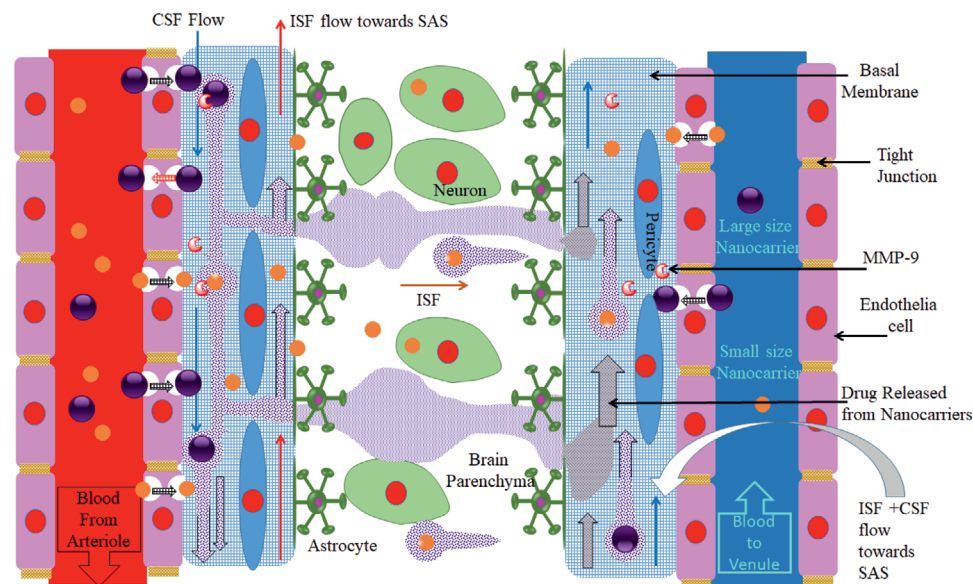 CSF Flow
ISF flow towards SAS
Basal
Membrane
Tight
Junction
Neuron
Pericyte
Large size
Nanocarrier
MMP-9
ISF
Endothelia
cell
Small size
Nanocarrier
Drug Released
from Nanocarriers
Brain
Parenchyma
Blood
From
Arteriole
Astrocyte
Blood
to
Venule
ISF +CSF
flow
towards
SAS